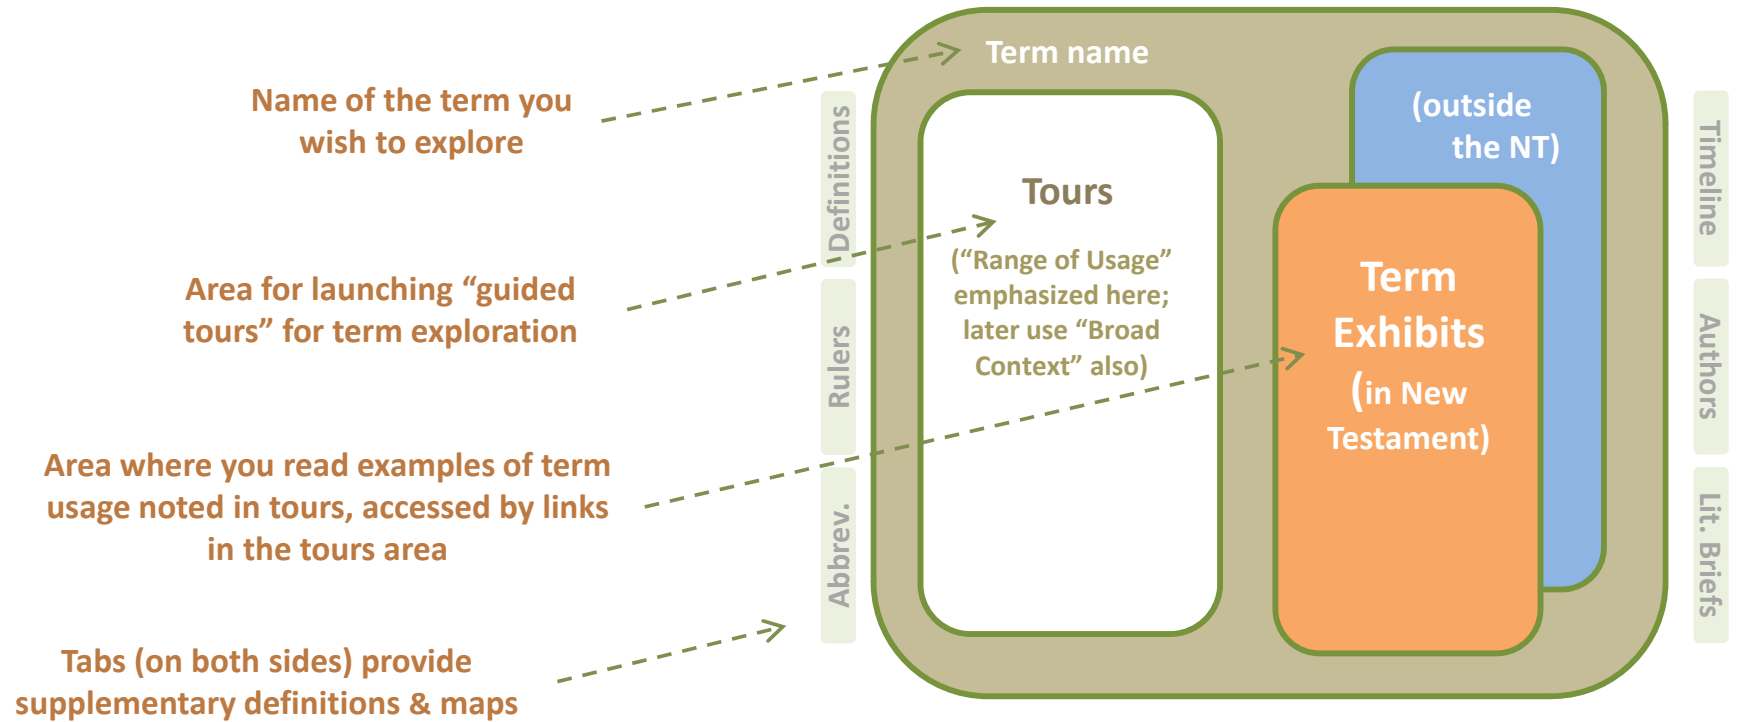 Name of the term you
wish to explore
Area for launching “guided
tours” for term exploration
Area where you read examples of term
usage noted in tours, accessed by links
in the tours area
Tabs (on both sides) provide
supplementary definitions & maps
Definitions
Rulers
Abbrev.
Term name
Tours
(“Range of Usage”
emphasized here;
later use “Broad
Context” also)
(outside
the NT)
Term
Exhibits
(in New
Testament)
Timeline
Authors
Lit. Briefs